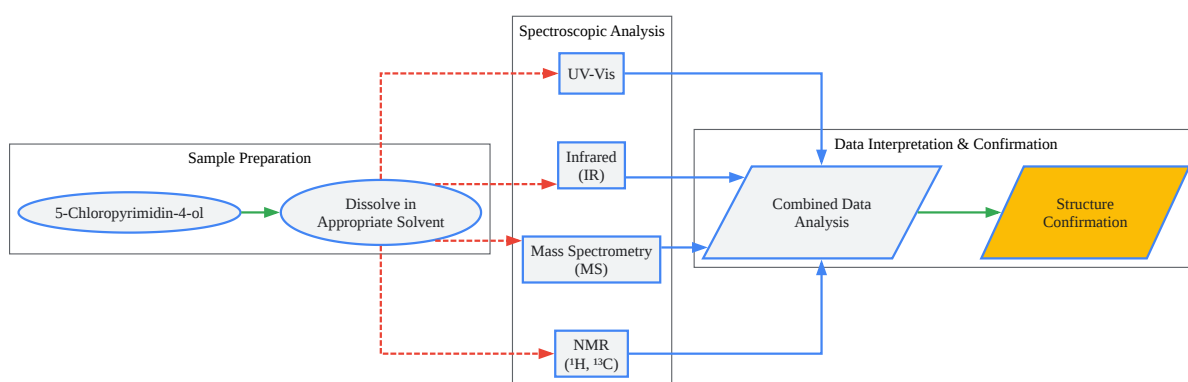 Spectroscopic Analysis
UV-Vis
Sample Preparation
5-Chloropyrimidin-4-ol
Dissolve in
Appropriate Solvent
Infrared
(IR)
Mass Spectrometry
(MS)
NMR
(¹H, ¹³C)
Data Interpretation & Confirmation
Combined Data
Analysis
Structure
Confirmation